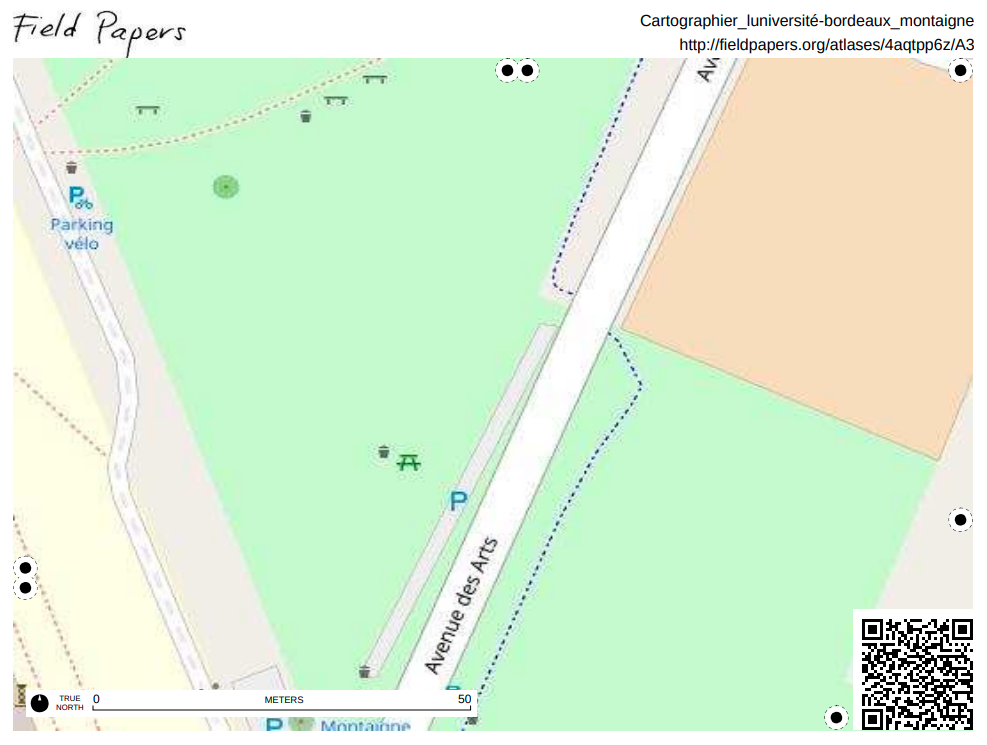 Field Papers
Cartographier_luniversité-bordeaux_montaigne
http://fieldpapers.org/atlases/4aqtpp6z/A3
Av
P
Parking
vélo
P
Avenue des Arts
TRUE
NORTH
0
METERS
50
P
Montaigne